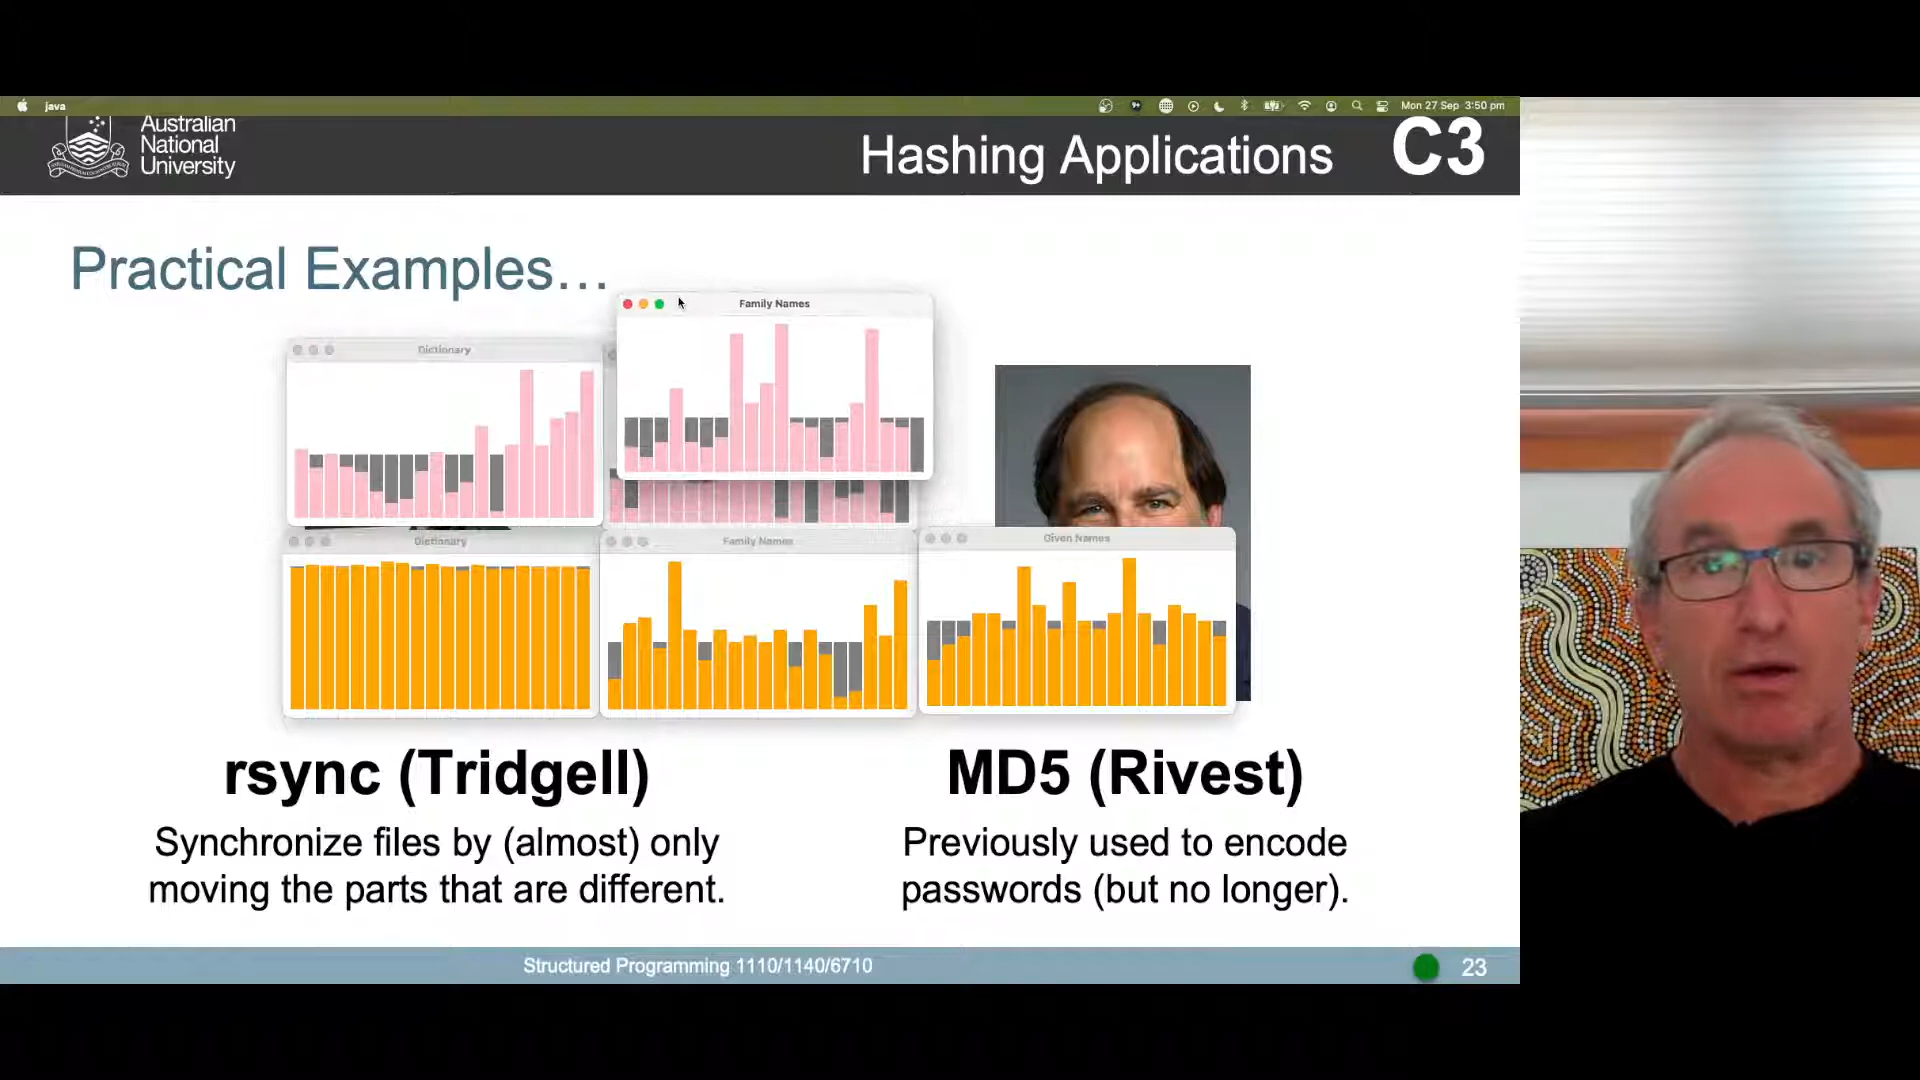 java
Mon 27 Sep 3:50 pm
Australian
National
University
Hashing Applications
C3
Practical Examples…
Family Names
Dictionary
Dictionary
Family Names
Given Names
rsync (Tridgell)
MD5 (Rivest)
Synchronize files by (almost) only
moving the parts that are different.
Previously used to encode
passwords (but no longer).
Structured Programming 1110/1140/6710
23